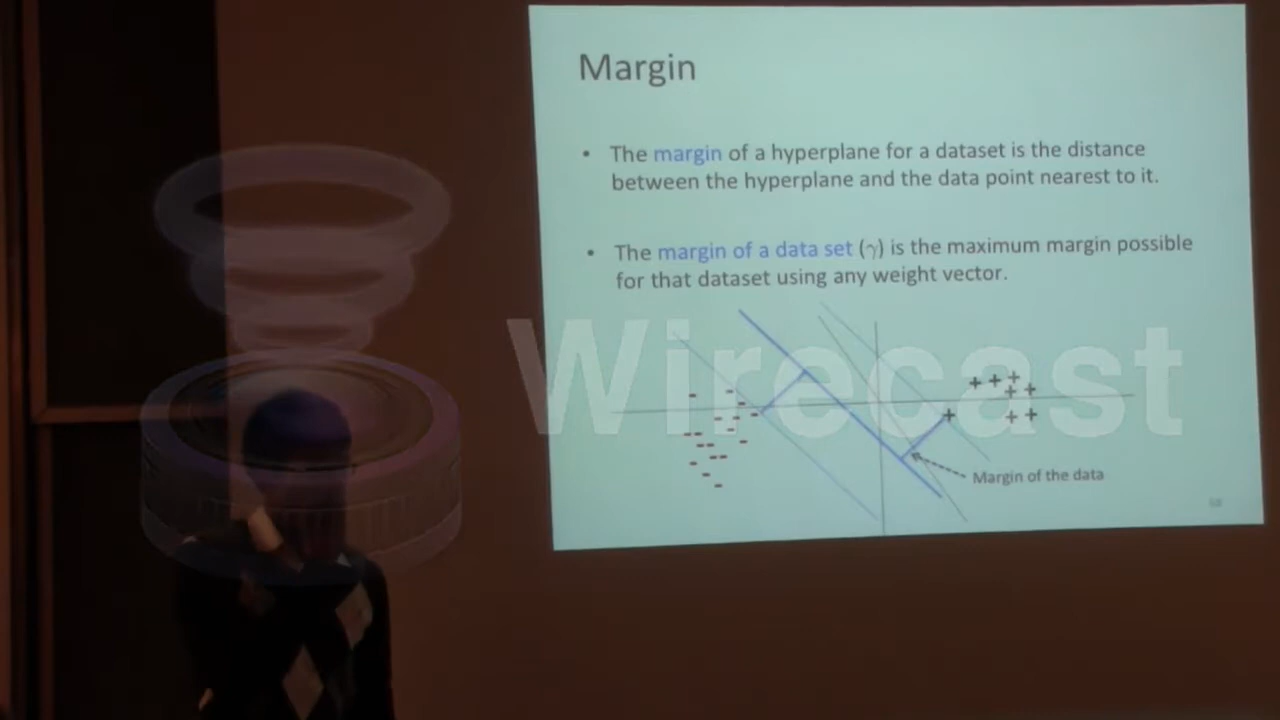 Margin
• The margin of a hyperplane for a dataset is the distance
between the hyperplane and the data point nearest to it.
• The margin of a data set (γ) is the maximum margin possible
for that dataset using any weight vector.
Wirecast
Margin of the data